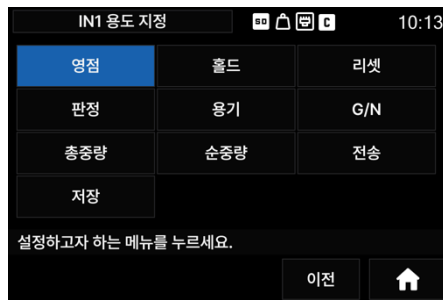 IN1 용도 지정 SD C 10:13
영점 홀드 리셋
판정 용기 G/N
총중량 순중량 전송
저장
설정하고자 하는 메뉴를 누르세요.
이전